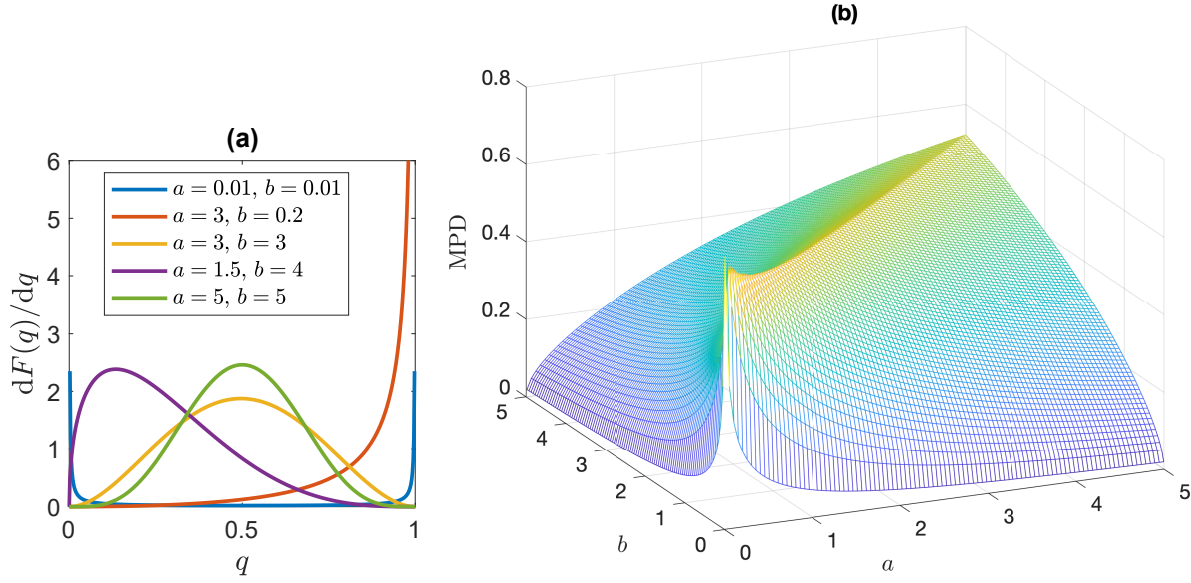 (a)
dF(q)/dq
6
5
4
3
2
1
0
a = 0.01, b = 0.01
a = 3, b = 0.2
a = 3, b = 3
a = 1.5, b = 4
a = 5, b = 5
0
0.5
1
q
(b)
MPD
0.8
0.6
0.4
0.2
0
5
4
3
2
1
0
b
0
1
2
3
4
5
a